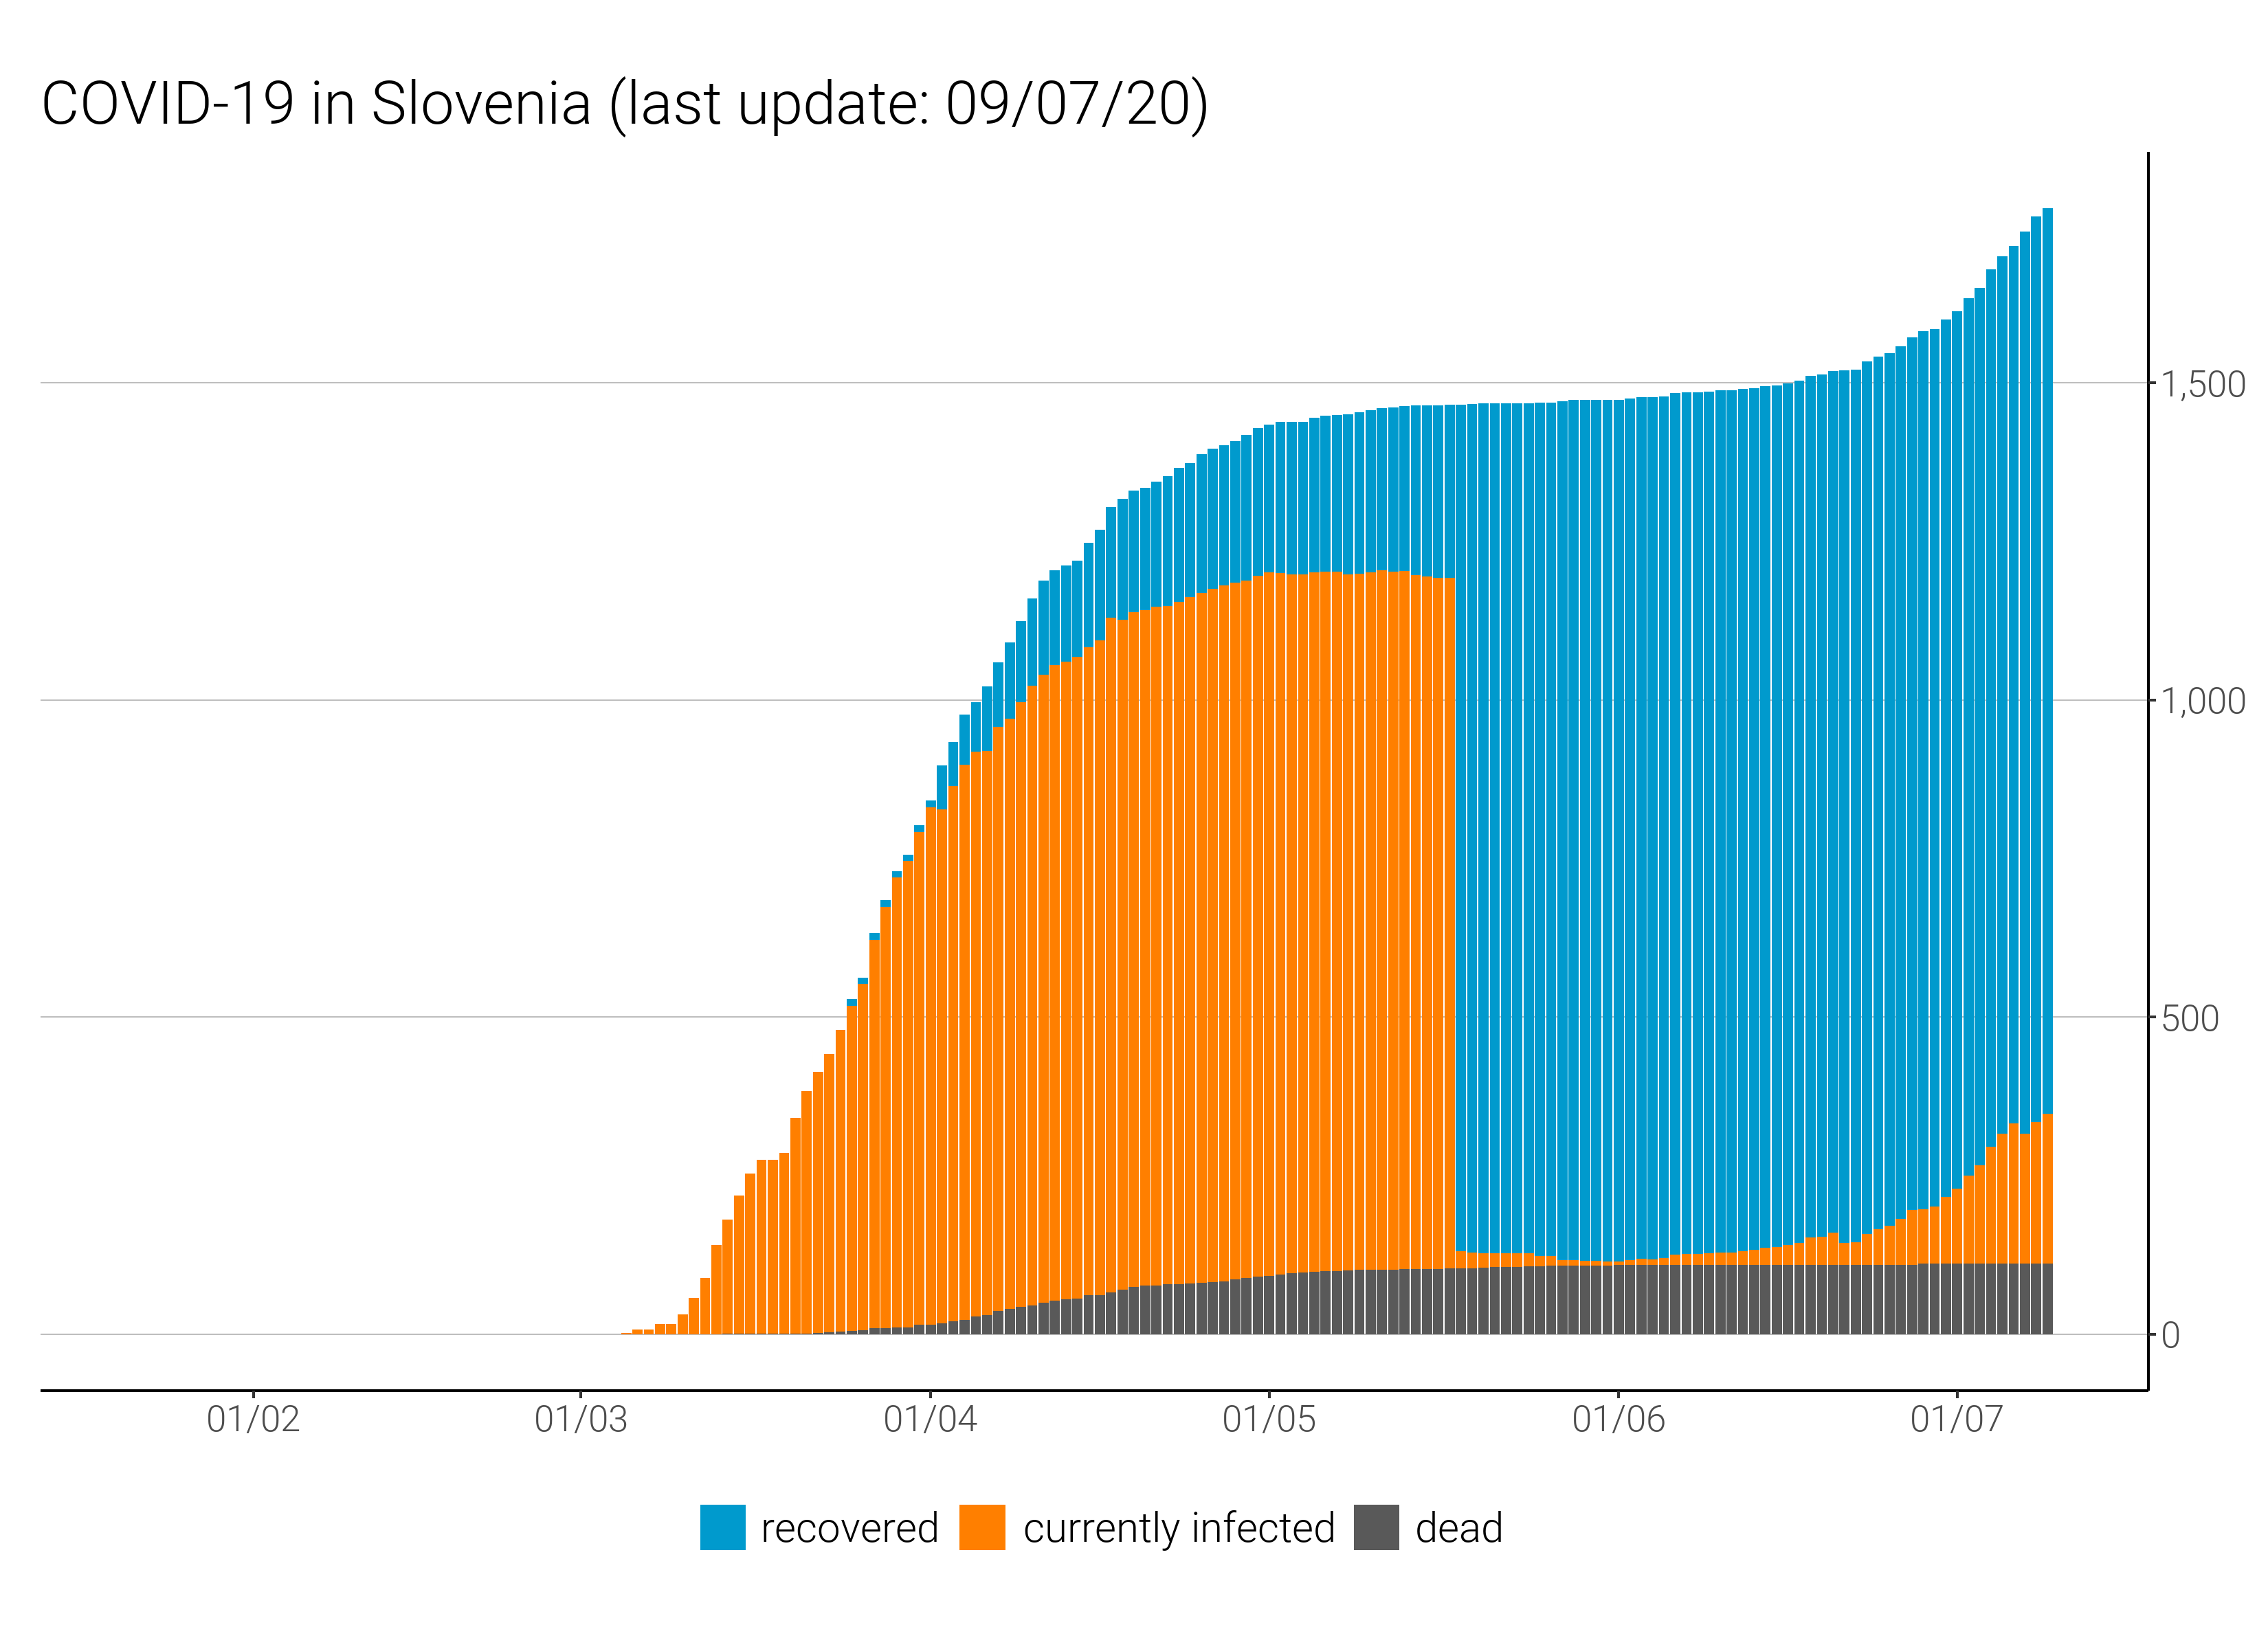 COVID-19 in Slovenia (last update: 09/07/20)
1,500
1,000
500
0
01/02 01/03 01/04 01/05 01/06 01/07
recovered currently infected dead